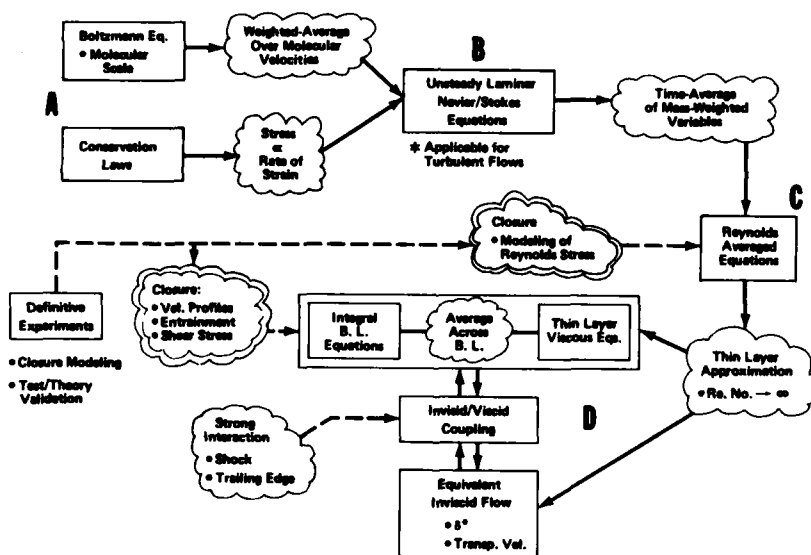 Boltzmann Eq.
• Molecular
Scale
Weighted-Average
Over Molecular
Velocities
B
A
Unsteady Laminar
Navier/Stokes
Equations
Time-Average
of Mass-Weighted
Variables
Conservation
Laws
Stress
∝
Rate of
Strain
* Applicable for
Turbulent Flows
C
Closure
• Modeling of
Reynolds Stress
Reynolds
Averaged
Equations
Definitive
Experiments
• Closure Modeling
• Test/Theory
Validation
Closure:
• Vel. Profiles
• Entrainment
• Shear Stress
Integral
B. L.
Equations
Average
Across
B. L.
Thin Layer
Viscous Eqs.
Thin Layer
Approximation
• Re. No. → ∞
Strong
Interaction
• Shock
• Trailing Edge
Inviscid/Viscid
Coupling
D
Equivalent
Inviscid Flow
• δ*
• Transp. Vel.